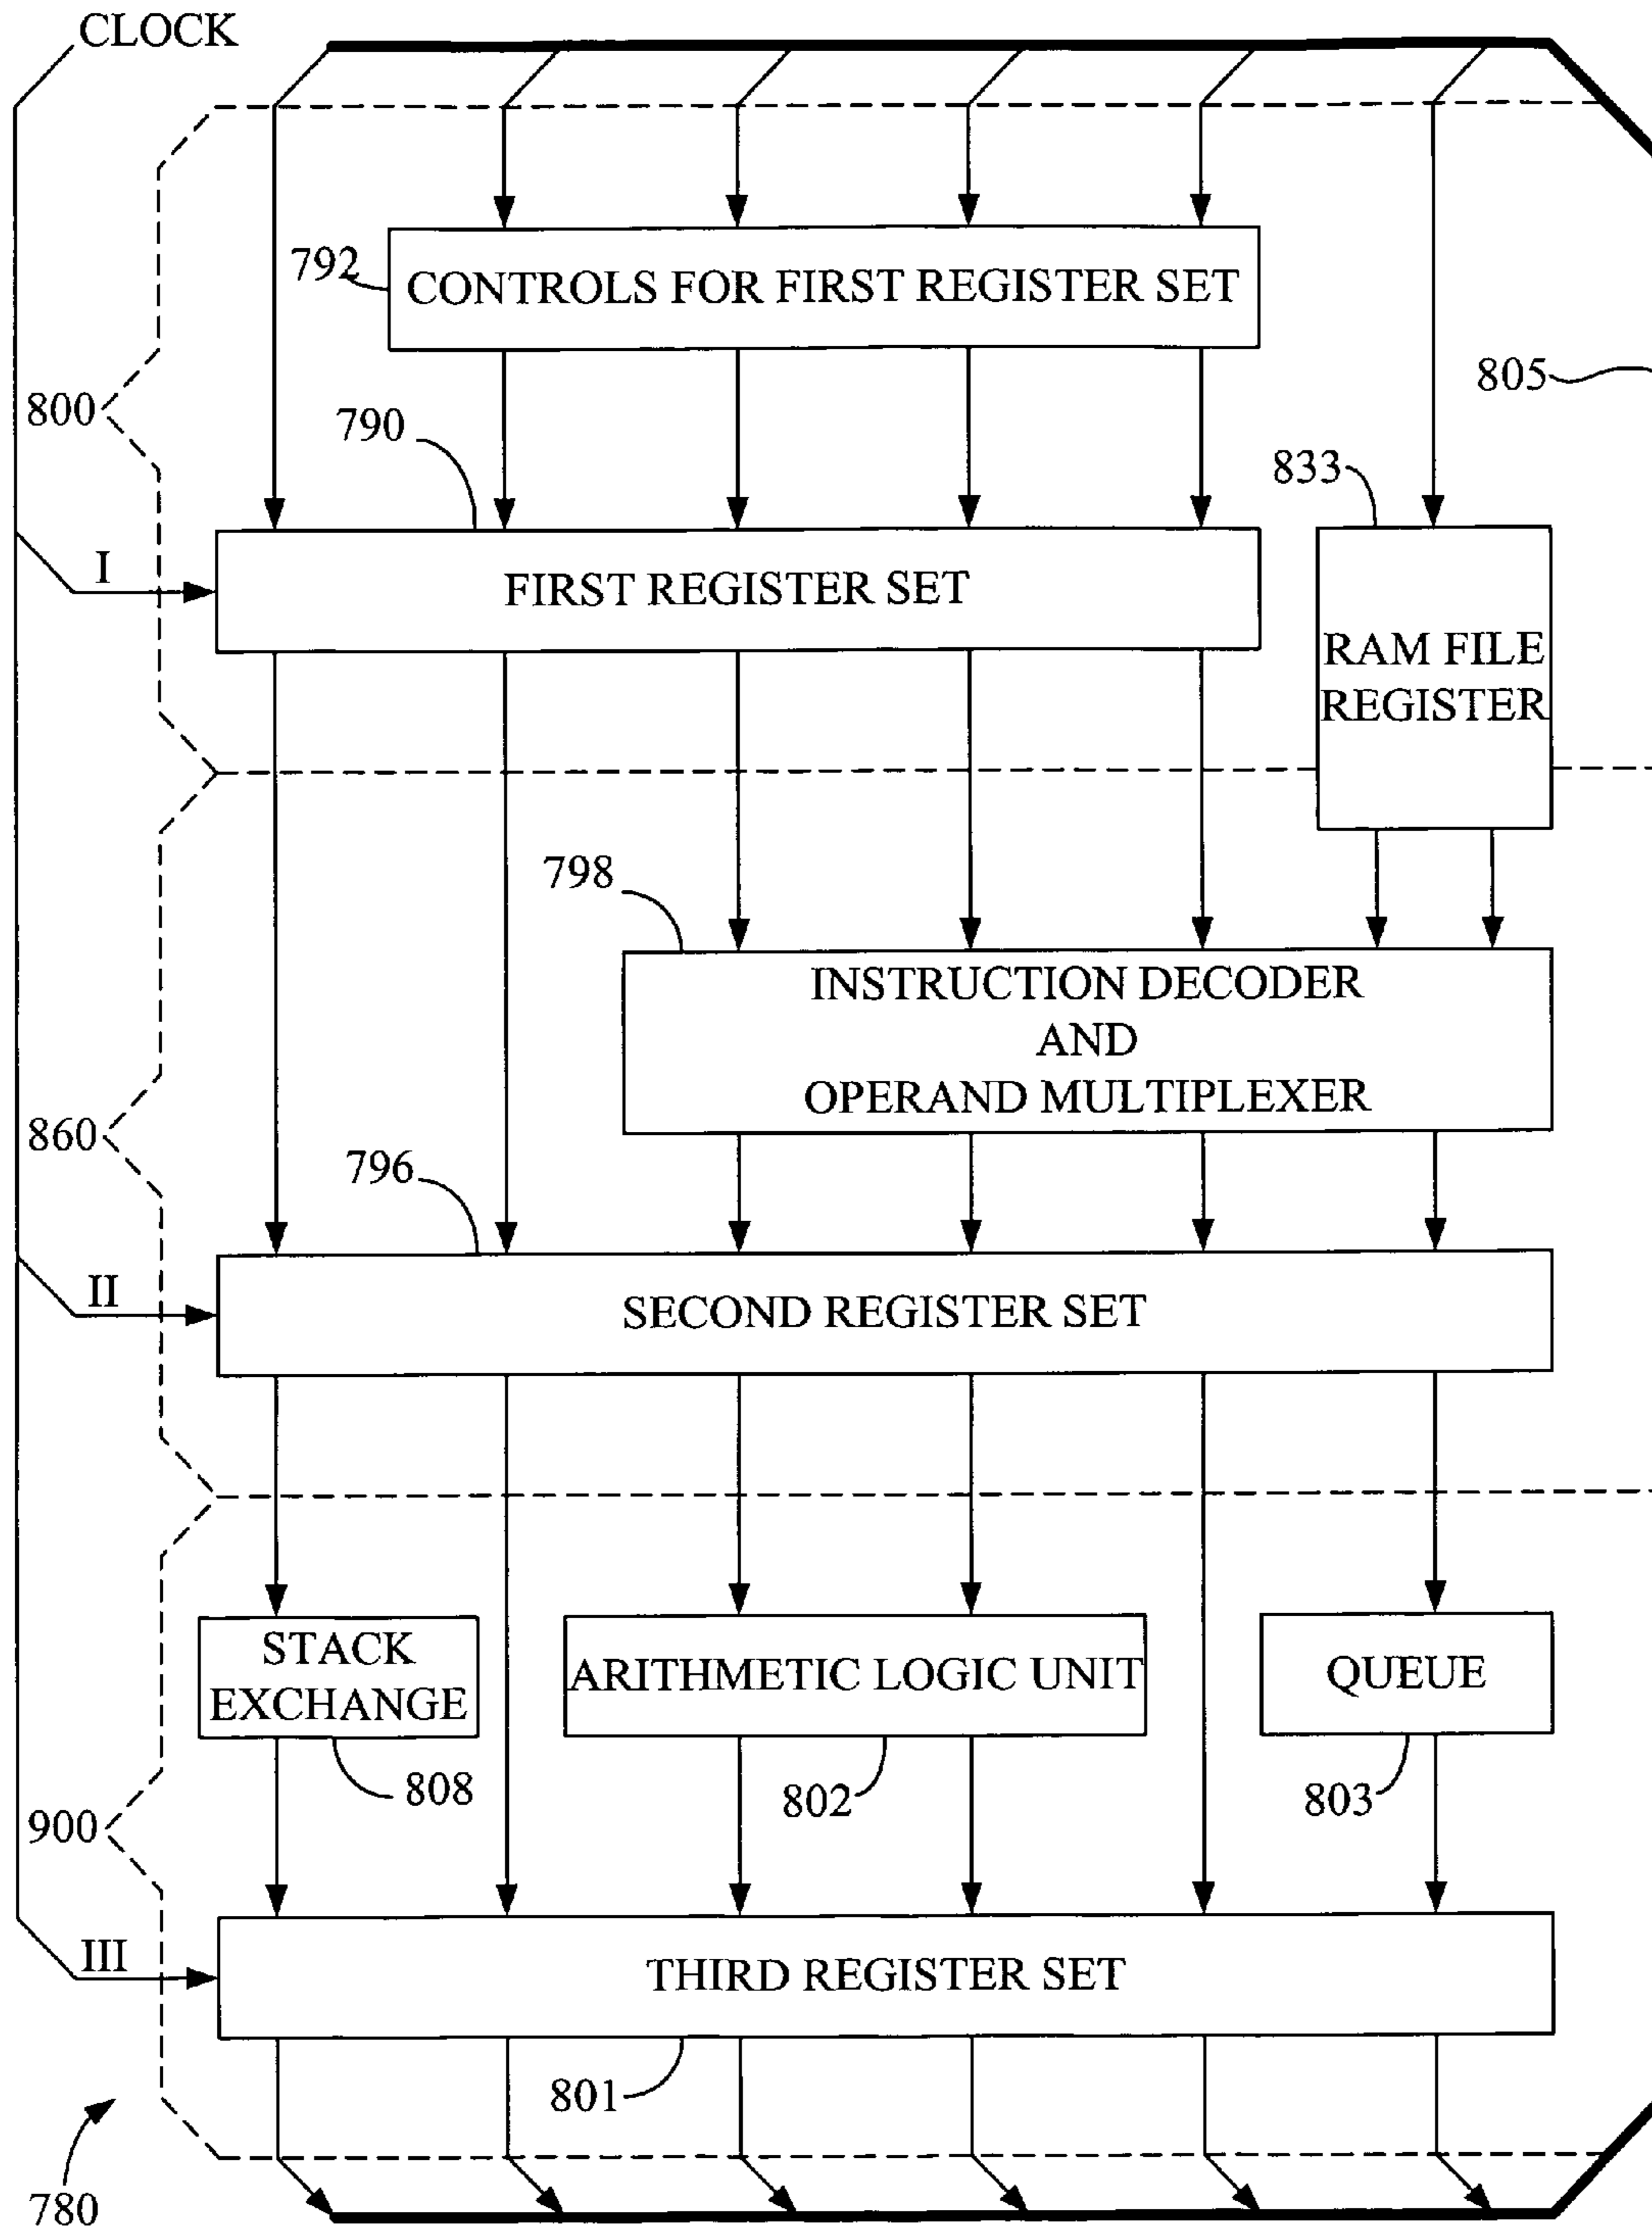 CLOCK
792
CONTROLS FOR FIRST REGISTER SET
805
800
790
833
I
FIRST REGISTER SET
RAM FILE
REGISTER
798
INSTRUCTION DECODER
AND
OPERAND MULTIPLEXER
860
796
II
SECOND REGISTER SET
STACK
EXCHANGE
ARITHMETIC LOGIC UNIT
QUEUE
808
802
803
900
III
THIRD REGISTER SET
801
780